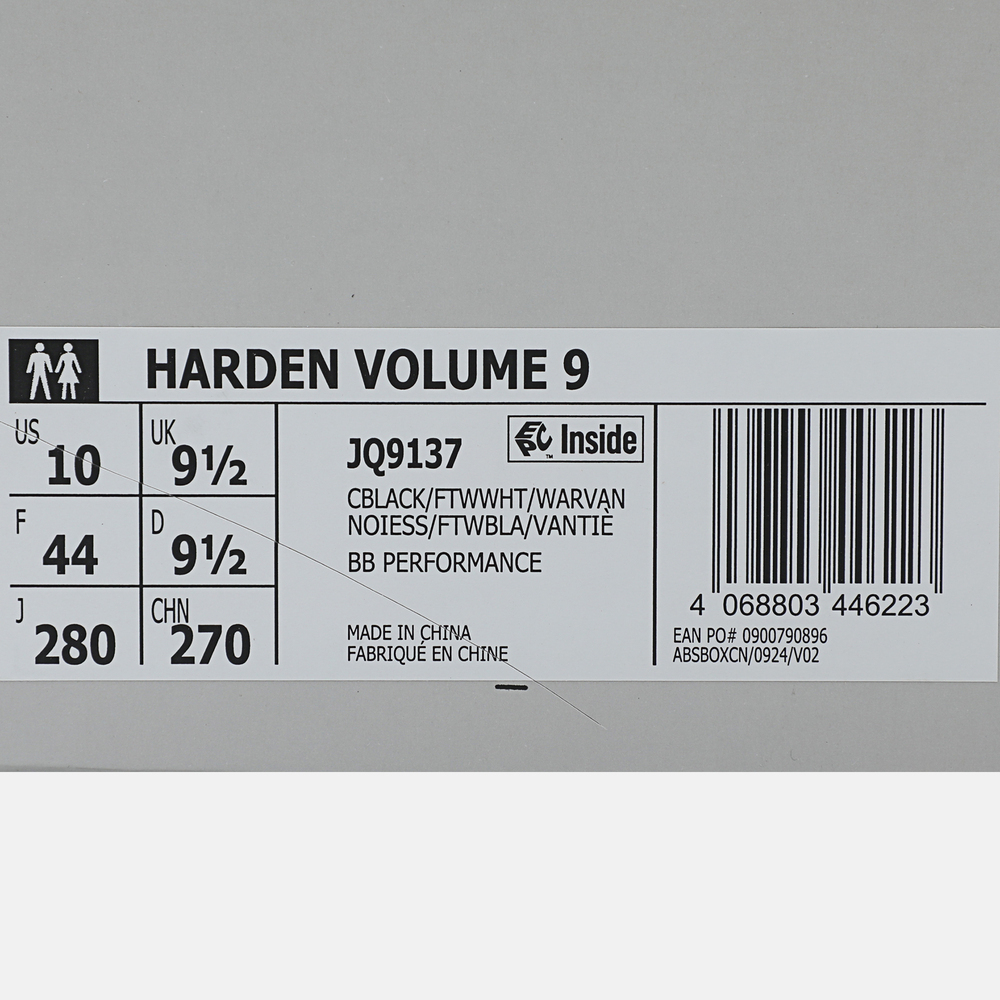 HARDEN VOLUME 9
US 10
UK 9½
F 44
D 9½
J 280
CHN 270
JQ9137
EPC™ Inside
CBLACK/FTWWHT/WARVAN
NOIESS/FTWBLA/VANTIÈ
BB PERFORMANCE
MADE IN CHINA
FABRIQUÉ EN CHINE
4 068803 446223
EAN PO# 0900790896
ABSBOXCN/0924/V02